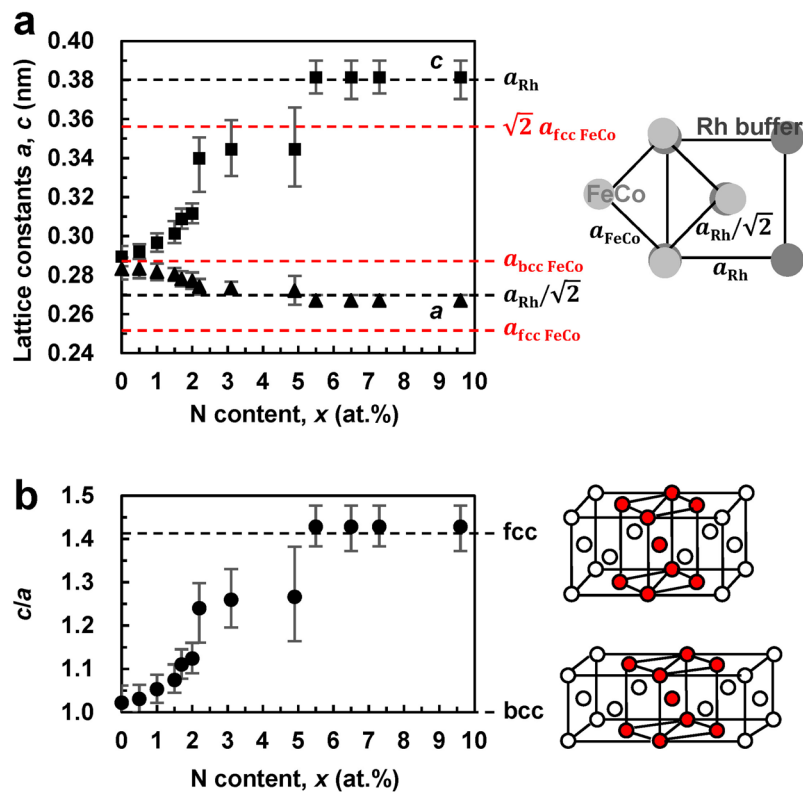 a
Lattice constants a, c (nm)
0.40
0.38
0.36
0.34
0.32
0.30
0.28
0.26
0.24
c
a
0 1 2 3 4 5 6 7 8 9 10
N content, x (at.%)
a_Rh
√2 a_fcc FeCo
a_bcc FeCo
a_Rh/√2
a_fcc FeCo
Rh buffer
FeCo
a_FeCo
a_Rh/√2
a_Rh
b
c/a
1.5
1.4
1.3
1.2
1.1
1.0
0 1 2 3 4 5 6 7 8 9 10
N content, x (at.%)
fcc
bcc